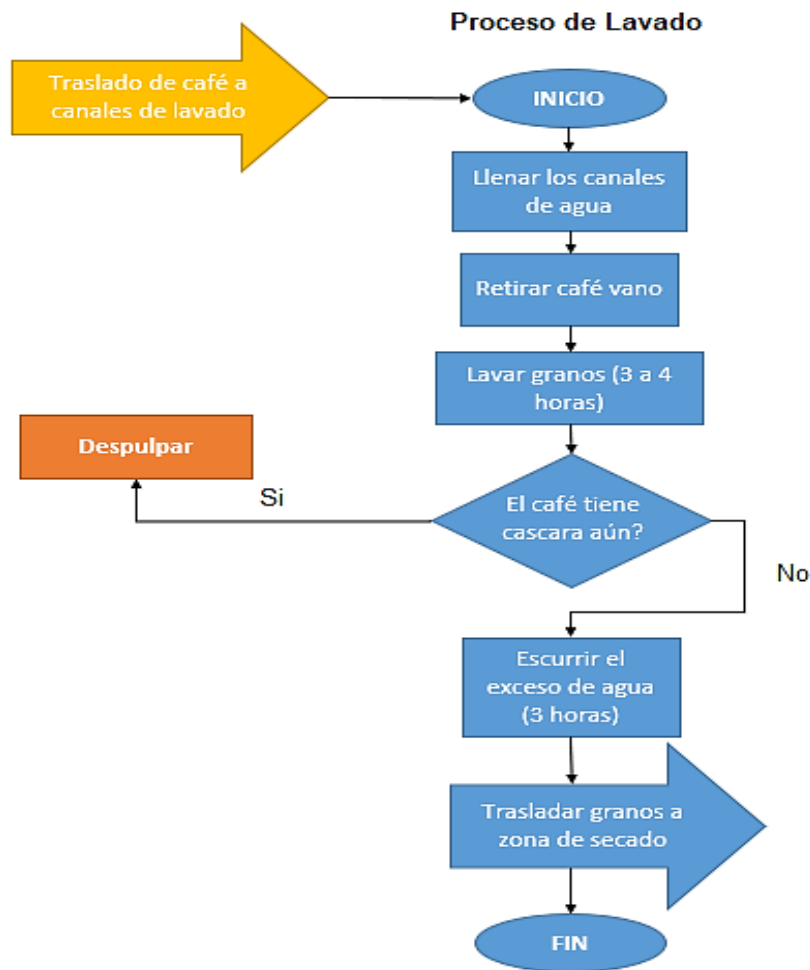 Proceso de Lavado
Traslado de café a
canales de lavado
INICIO
Llenar los canales
de agua
Retirar café vano
Lavar granos (3 a 4
horas)
Despulpar
Si
El café tiene
cascara aún?
No
Escurrir el
exceso de agua
(3 horas)
Trasladar granos a
zona de secado
FIN